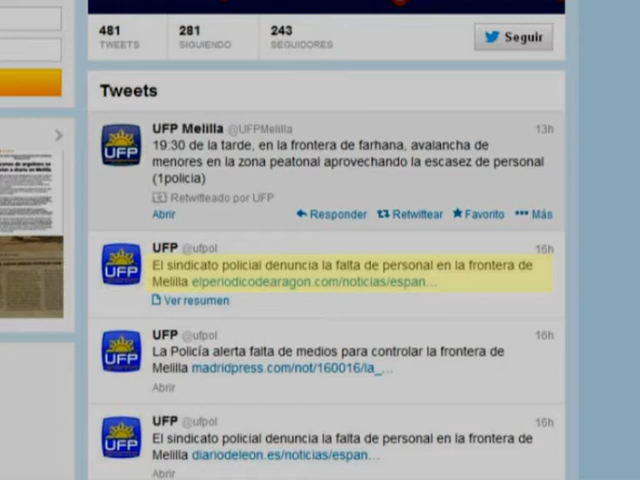 481
TWEETS
281
SIGUIENDO
243
SEGUIDORES
Seguir
Tweets
UFP Melilla @UFPMelilla 13h
19:30 de la tarde, en la frontera de farhana, avalancha de
menores en la zona peatonal aprovechando la escasez de personal
(1policia)
Retwitteado por UFP
Abrir Responder Retwittear Favorito Más
UFP
UFP @ufpol 16h
El sindicato policial denuncia la falta de personal en la frontera de
Melilla elperiodicodearagon.com/noticias/espan...
Ver resumen
UFP
UFP @ufpol 16h
La Policía alerta falta de medios para controlar la frontera de
Melilla madridpress.com/not/160016/la_...
Abrir
UFP
UFP @ufpol 16h
El sindicato policial denuncia la falta de personal en la frontera de
Melilla diariodeleon.es/noticias/espan...
Abrir
UFP